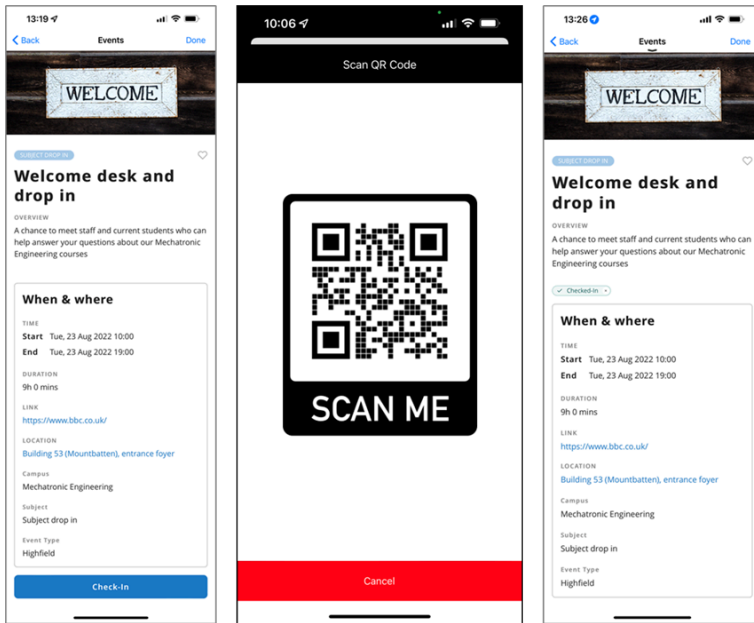 13:19
Back Events Done
WELCOME
SUBJECT DROP IN
Welcome desk and
drop in
OVERVIEW
A chance to meet staff and current students who can
help answer your questions about our Mechatronic
Engineering courses
When & where
TIME
Start Tue, 23 Aug 2022 10:00
End Tue, 23 Aug 2022 19:00
DURATION
9h 0 mins
LINK
https://www.bbc.co.uk/
LOCATION
Building 53 (Mountbatten), entrance foyer
Campus
Mechatronic Engineering
Subject
Subject drop in
Event Type
Highfield
Check-In
10:06
Scan QR Code
SCAN ME
Cancel
13:26
Back Events Done
WELCOME
SUBJECT DROP IN
Welcome desk and
drop in
OVERVIEW
A chance to meet staff and current students who can
help answer your questions about our Mechatronic
Engineering courses
Checked-In
When & where
TIME
Start Tue, 23 Aug 2022 10:00
End Tue, 23 Aug 2022 19:00
DURATION
9h 0 mins
LINK
https://www.bbc.co.uk/
LOCATION
Building 53 (Mountbatten), entrance foyer
Campus
Mechatronic Engineering
Subject
Subject drop in
Event Type
Highfield